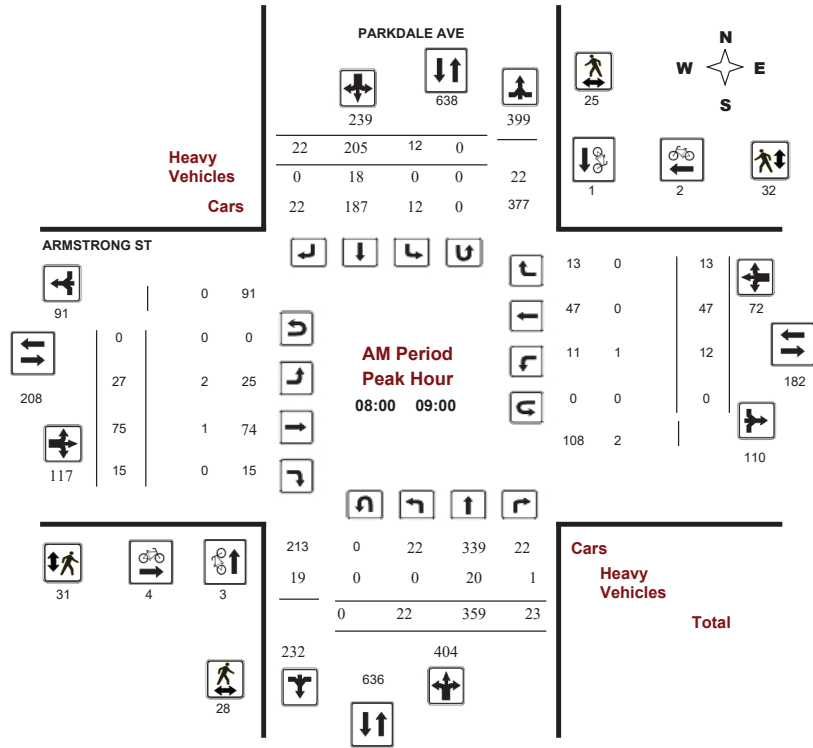 PARKDALE AVE
N
W E
S
638
25
239 399
22 205 12 0
Heavy
Vehicles
0 18 0 0 22
Cars
22 187 12 0 377
1 2 32
ARMSTRONG ST
91
0 91
13 0 13
72
0 0 0
47 0 47
208
27 2 25
11 1 12
182
AM Period
Peak Hour
08:00 09:00
0 0 0
117
75 1 74
108 2
110
15 0 15
213 0 22 339 22
Cars
19 0 0 20 1
Heavy
Vehicles
31 4 3
0 22 359 23
Total
232 404
636
28